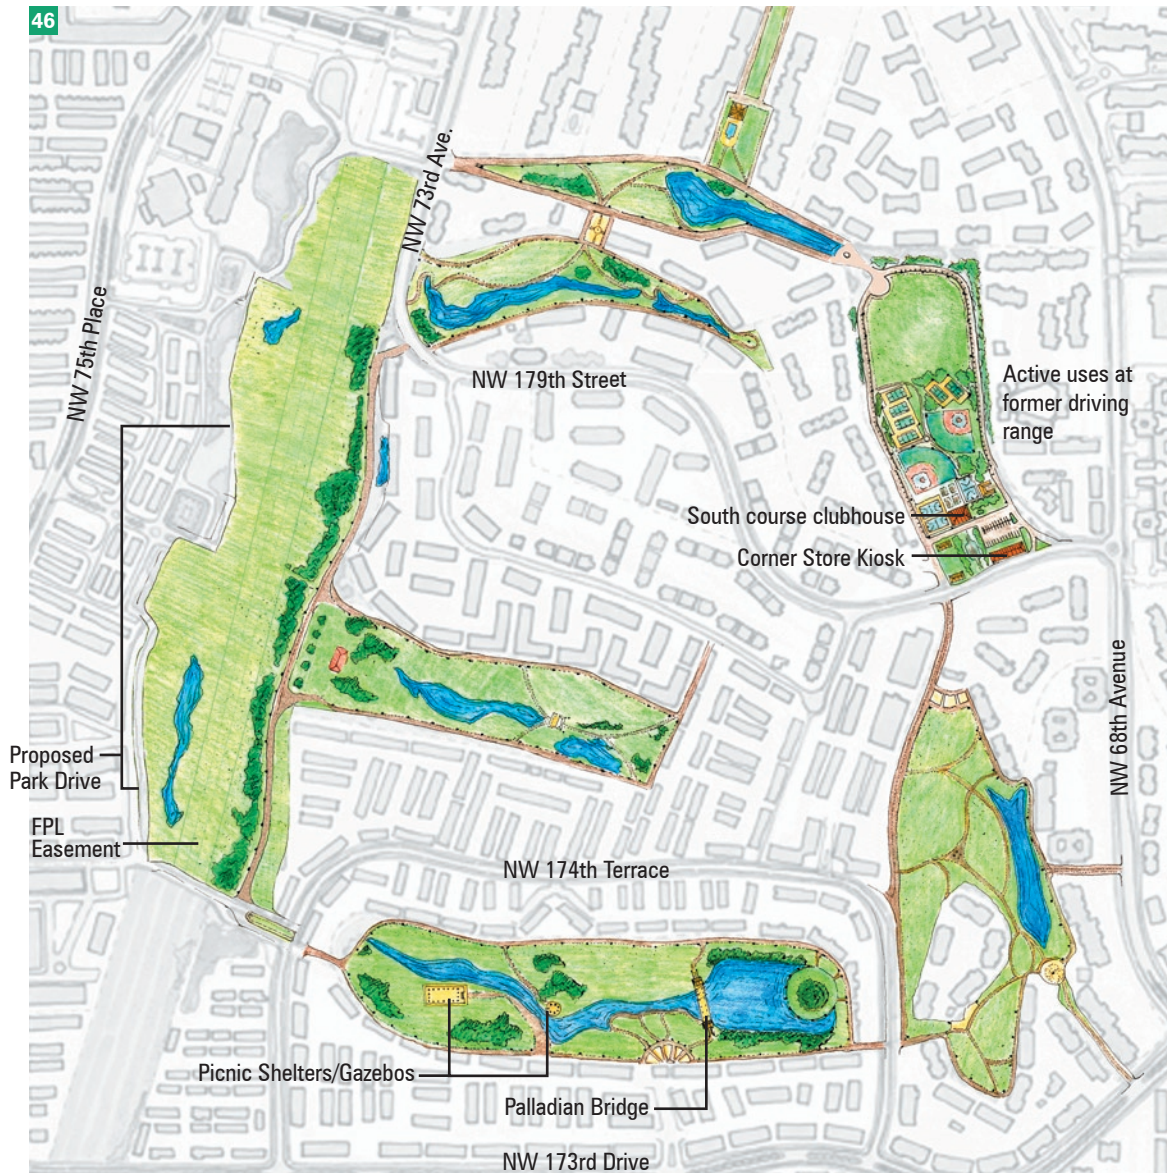 46
NW 73rd Ave.
NW 75th Place
NW 179th Street
Active uses at
former driving
range
South course clubhouse
Corner Store Kiosk
NW 68th Avenue
Proposed
Park Drive
FPL
Easement
NW 174th Terrace
Picnic Shelters/Gazebos
Palladian Bridge
NW 173rd Drive